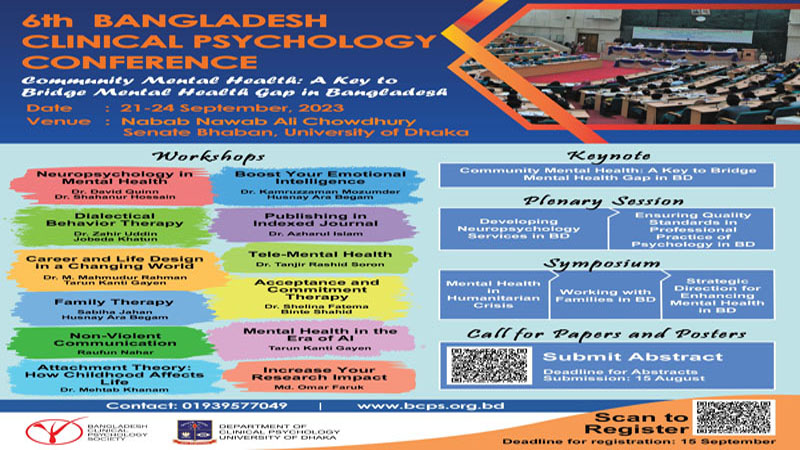 6th BANGLADESH
CLINICAL PSYCHOLOGY
CONFERENCE
Community Mental Health: A Key to
Bridge Mental Health Gap in Bangladesh
Date : 21-24 September, 2023
Venue : Nabab Nawab Ali Chowdhury
Senate Bhaban, University of Dhaka
Workshops
Neuropsychology in
Mental Health
Dr. David Quinn
Dr. Shahanur Hossain
Dialectical
Behavior Therapy
Dr. Zahir Uddin
Jobeda Khatun
Career and Life Design
in a Changing World
Dr. M. Mahmudur Rahman
Tarun Kanti Gayen
Family Therapy
Sabiha Jahan
Husnay Ara Begam
Non-Violent
Communication
Raufun Nahar
Attachment Theory:
How Childhood Affects
Life
Dr. Mehtab Khanam
Boost Your Emotional
Intelligence
Dr. Kamruzzaman Mozumder
Husnay Ara Begam
Publishing in
Indexed Journal
Dr. Azharul Islam
Tele-Mental Health
Dr. Tanjir Rashid Soron
Acceptance and
Commitment
Therapy
Dr. Shelina Fatema
Binte Shahid
Mental Health in the
Era of AI
Tarun Kanti Gayen
Increase Your
Research Impact
Md. Omar Faruk
Keynote
Community Mental Health: A Key to Bridge
Mental Health Gap in BD
Plenary Session
Developing
Neuropsychology
Services in BD
Ensuring Quality
Standards in
Professional
Practice of
Psychology in BD
Symposium
Mental Health
in
Humanitarian
Crisis
Working with
Families in BD
Strategic
Direction for
Enhancing
Mental Health
in BD
Call for Papers and Posters
Submit Abstract
Deadline for Abstracts
Submission: 15 August
Contact: 01939577049 | www.bcps.org.bd
BANGLADESH
CLINICAL
PSYCHOLOGY
SOCIETY
DEPARTMENT OF
CLINICAL PSYCHOLOGY
UNIVERSITY OF DHAKA
Scan to
Register
Deadline for registration: 15 September